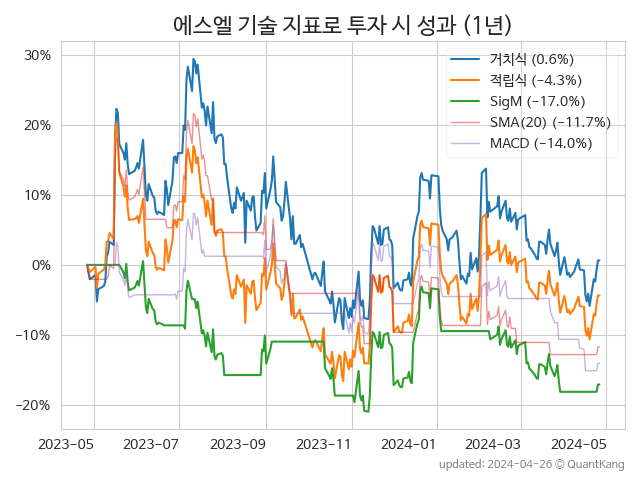 에스엘 기술 지표로 투자 시 성과 (1년)
30%
20%
10%
0%
−10%
−20%
거치식 (0.6%)
적립식 (−4.3%)
SigM (−17.0%)
SMA(20) (−11.7%)
MACD (−14.0%)
2023-05 2023-07 2023-09 2023-11 2024-01 2024-03 2024-05
updated: 2024-04-26 © QuantKang